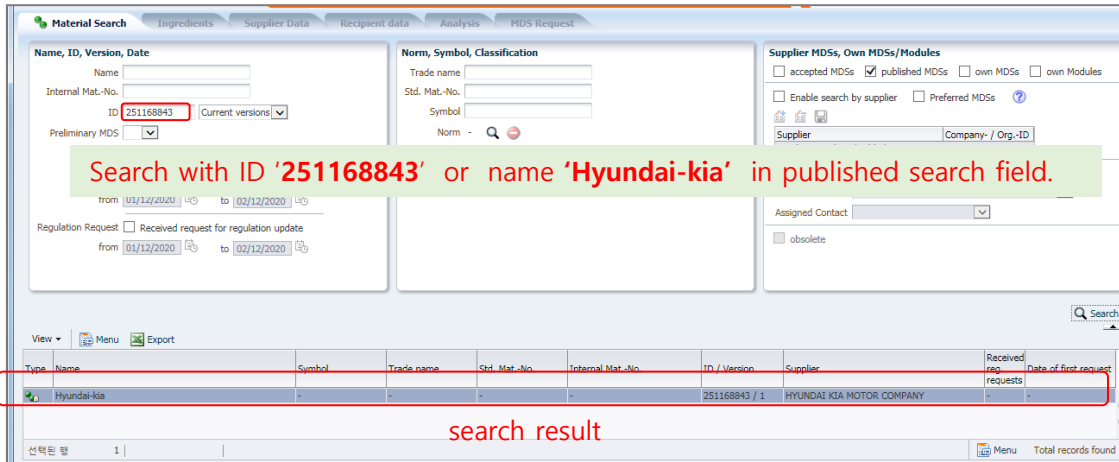 Material Search Ingredients Supplier Data Recipient data Analysis MDS Request
Name, ID, Version, Date
Name
Internal Mat.-No.
ID 251168843 Current versions
Preliminary MDS
from 01/12/2020 to 02/12/2020
Regulation Request Received request for regulation update
from 01/12/2020 to 02/12/2020
Norm, Symbol, Classification
Trade name
Std. Mat.-No.
Symbol
Norm -
Supplier MDSs, Own MDSs/Modules
accepted MDSs published MDSs own MDSs own Modules
Enable search by supplier Preferred MDSs ?
Supplier Company- / Org.-ID
Assigned Contact
obsolete
Search with ID '251168843' or name 'Hyundai-kia' in published search field.
Search
View Menu Export
Type Name Symbol Trade name Std. Mat.-No. Internal Mat.-No. ID / Version Supplier Received reg. requests Date of first request
Hyundai-kia - - - - 251168843 / 1 HYUNDAI KIA MOTOR COMPANY - -
search result
선택된 행 1 Menu Total records found